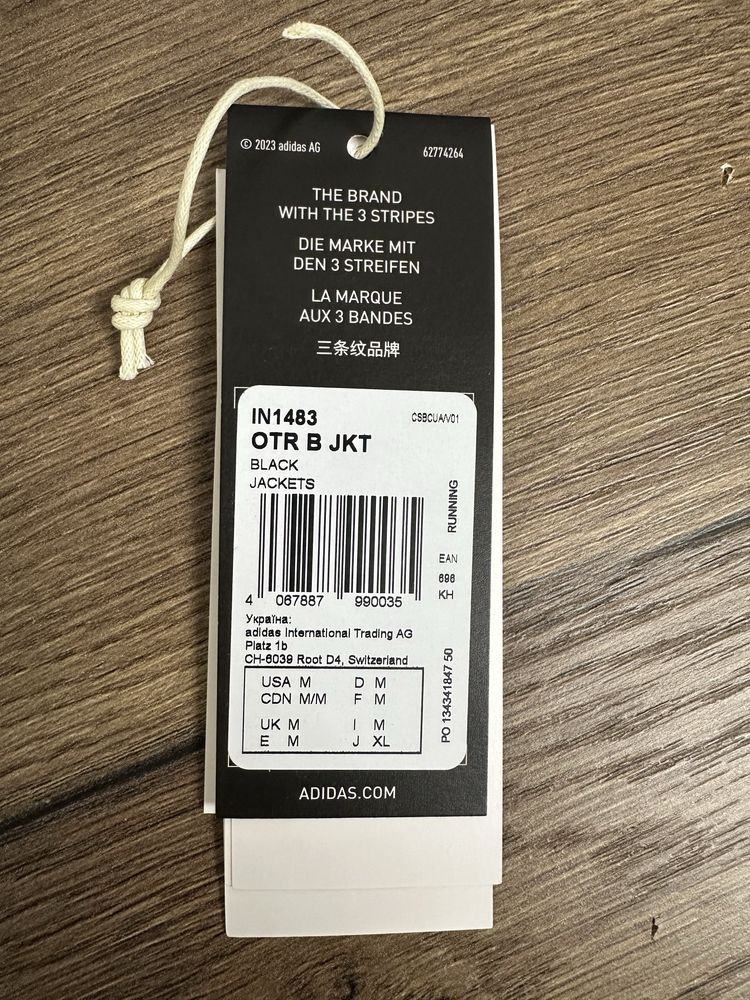 © 2023 adidas AG
62774264
THE BRAND
WITH THE 3 STRIPES
DIE MARKE MIT
DEN 3 STREIFEN
LA MARQUE
AUX 3 BANDES
三条纹品牌
IN1483
CSBCUA/V01
OTR B JKT
BLACK
JACKETS
RUNNING
EAN
696
KH
4 067887 990035
Україна:
adidas International Trading AG
Platz 1b
CH-6039 Root D4, Switzerland
USA M D M
CDN M/M F M
UK M I M
E M J XL
PO 134341847 50
ADIDAS.COM